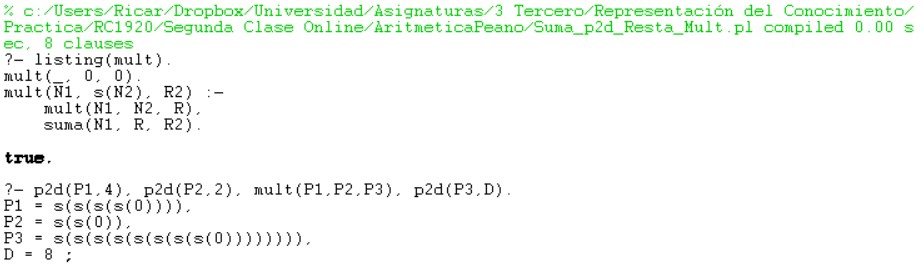 % c:/Users/Ricar/Dropbox/Universidad/Asignaturas/3 Tercero/Representación del Conocimiento/
Practica/RC1920/Segunda Clase Online/AritmeticaPeano/Suma_p2d_Resta_Mult.pl compiled 0.00 s
ec, 8 clauses
?- listing(mult).
mult(_, 0, 0).
mult(N1, s(N2), R2) :-
    mult(N1, N2, R),
    suma(N1, R, R2).
true.
?- p2d(P1,4), p2d(P2,2), mult(P1,P2,P3), p2d(P3,D).
P1 = s(s(s(s(0)))),
P2 = s(s(0)),
P3 = s(s(s(s(s(s(s(s(0)))))))),
D = 8 ;